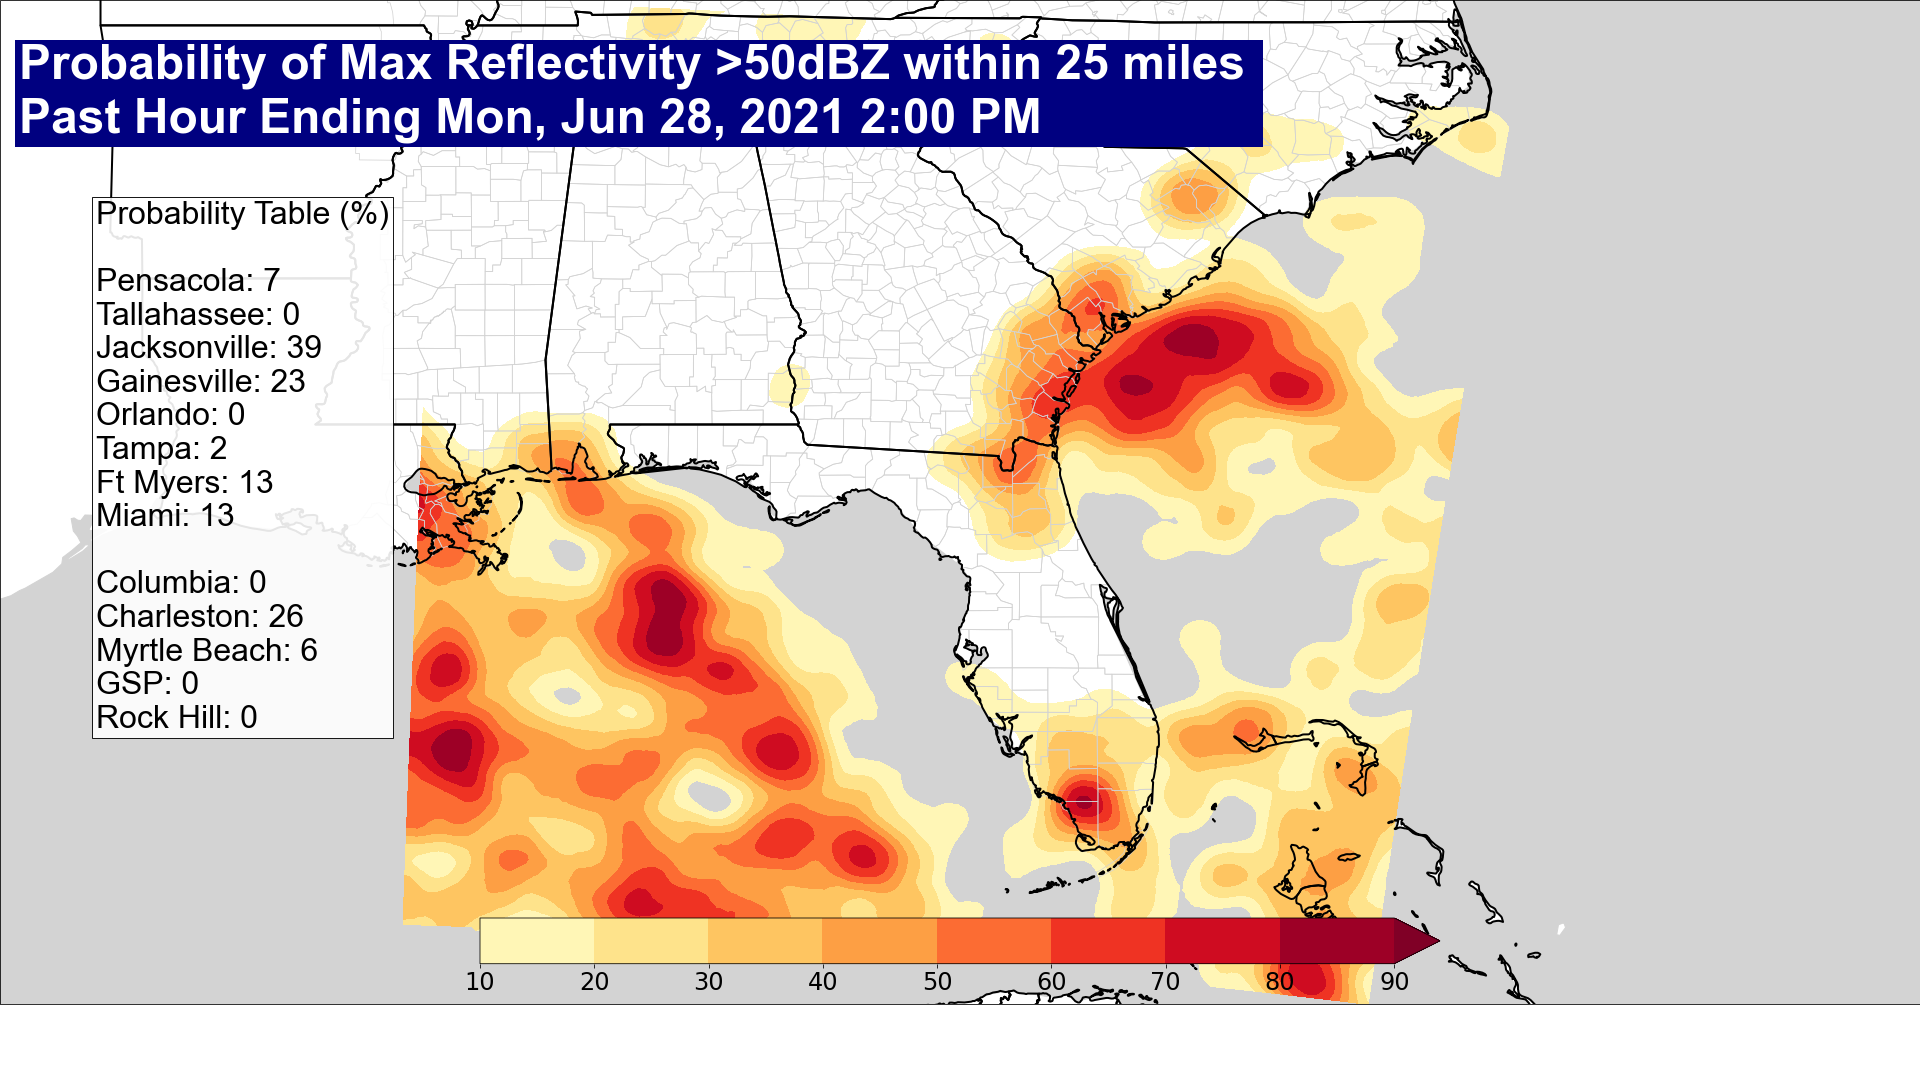 Probability of Max Reflectivity >50dBZ within 25 miles
Past Hour Ending Mon, Jun 28, 2021 2:00 PM
Probability Table (%)
Pensacola: 7
Tallahassee: 0
Jacksonville: 39
Gainesville: 23
Orlando: 0
Tampa: 2
Ft Myers: 13
Miami: 13
Columbia: 0
Charleston: 26
Myrtle Beach: 6
GSP: 0
Rock Hill: 0
10 20 30 40 50 60 70 80 90